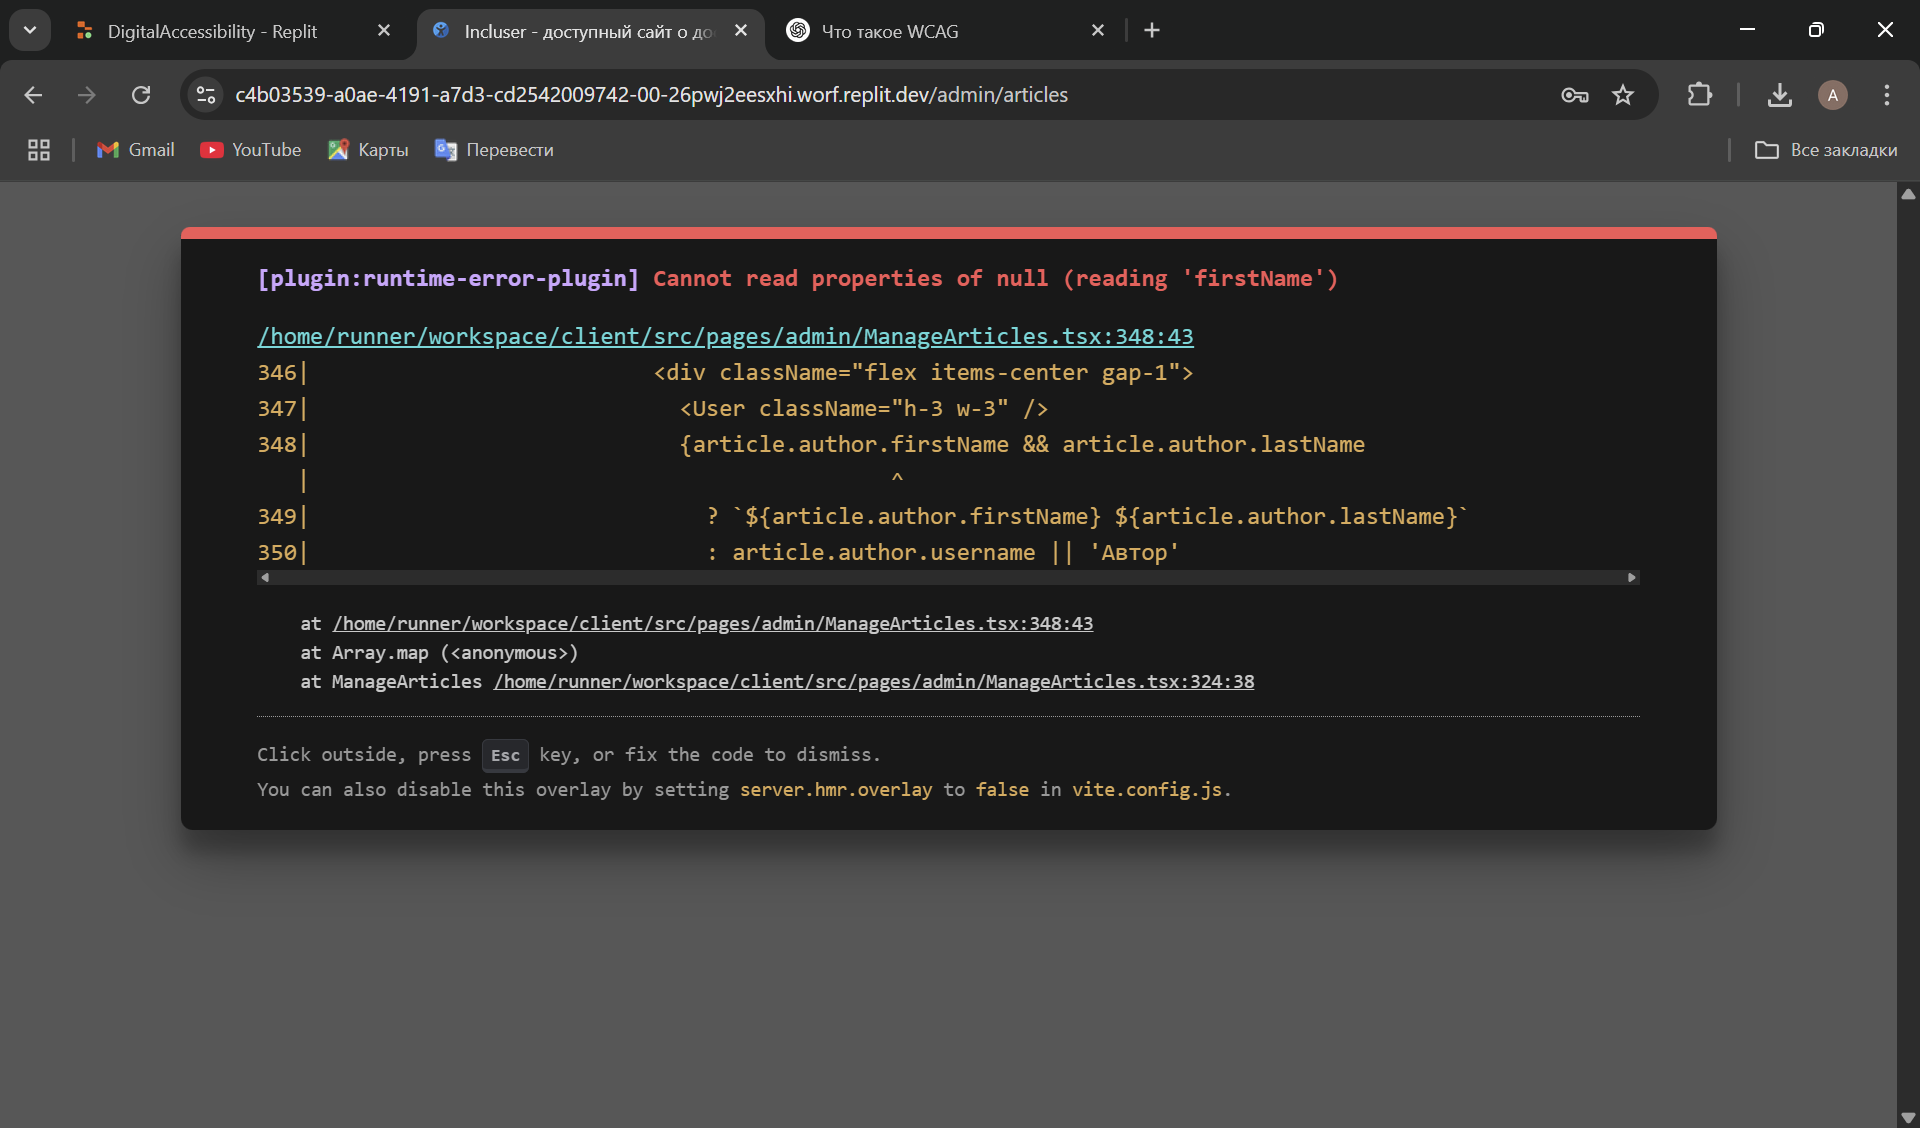 DigitalAccessibility - Replit
Incluser - доступный сайт о до
Что такое WCAG
c4b03539-a0ae-4191-a7d3-cd2542009742-00-26pwj2eesxhi.worf.replit.dev/admin/articles
A
Gmail
YouTube
Карты
Перевести
Все закладки
[plugin:runtime-error-plugin] Cannot read properties of null (reading 'firstName')
/home/runner/workspace/client/src/pages/admin/ManageArticles.tsx:348:43
346| <div className="flex items-center gap-1">
347| <User className="h-3 w-3" />
348| {article.author.firstName && article.author.lastName
| ^
349| ? `${article.author.firstName} ${article.author.lastName}`
350| : article.author.username || 'Автор'
at /home/runner/workspace/client/src/pages/admin/ManageArticles.tsx:348:43
at Array.map (<anonymous>)
at ManageArticles /home/runner/workspace/client/src/pages/admin/ManageArticles.tsx:324:38
Click outside, press Esc key, or fix the code to dismiss.
You can also disable this overlay by setting server.hmr.overlay to false in vite.config.js.